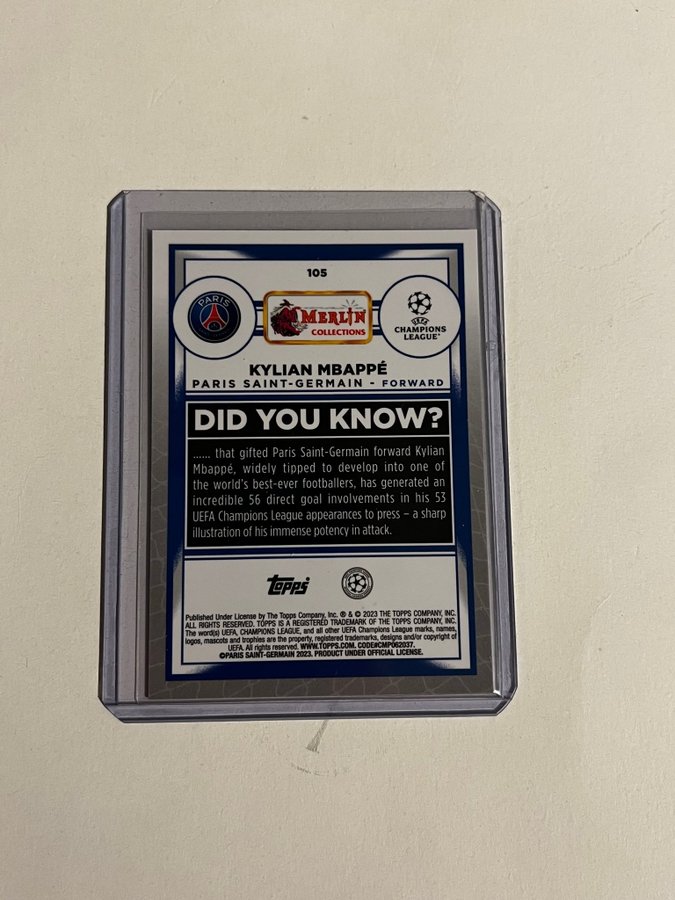 105
PARIS
MERLIN
COLLECTIONS
UEFA
CHAMPIONS
LEAGUE
KYLIAN MBAPPÉ
PARIS SAINT-GERMAIN - FORWARD
DID YOU KNOW?
...... that gifted Paris Saint-Germain forward Kylian
Mbappé, widely tipped to develop into one of
the world's best-ever footballers, has generated an
incredible 56 direct goal involvements in his 53
UEFA Champions League appearances to press – a sharp
illustration of his immense potency in attack.
topps
Published Under License by The Topps Company, Inc. ® & © 2023 THE TOPPS COMPANY, INC.
ALL RIGHTS RESERVED. TOPPS IS A REGISTERED TRADEMARK OF THE TOPPS COMPANY, INC.
The word(s) UEFA, CHAMPIONS LEAGUE, and all other UEFA Champions League marks, names,
logos, mascots and trophies are the property, registered trademarks, designs and/or copyright of
UEFA. All rights reserved. WWW.TOPPS.COM. CODE#CMP062037.
©PARIS SAINT-GERMAIN 2023. PRODUCT UNDER OFFICIAL LICENSE.